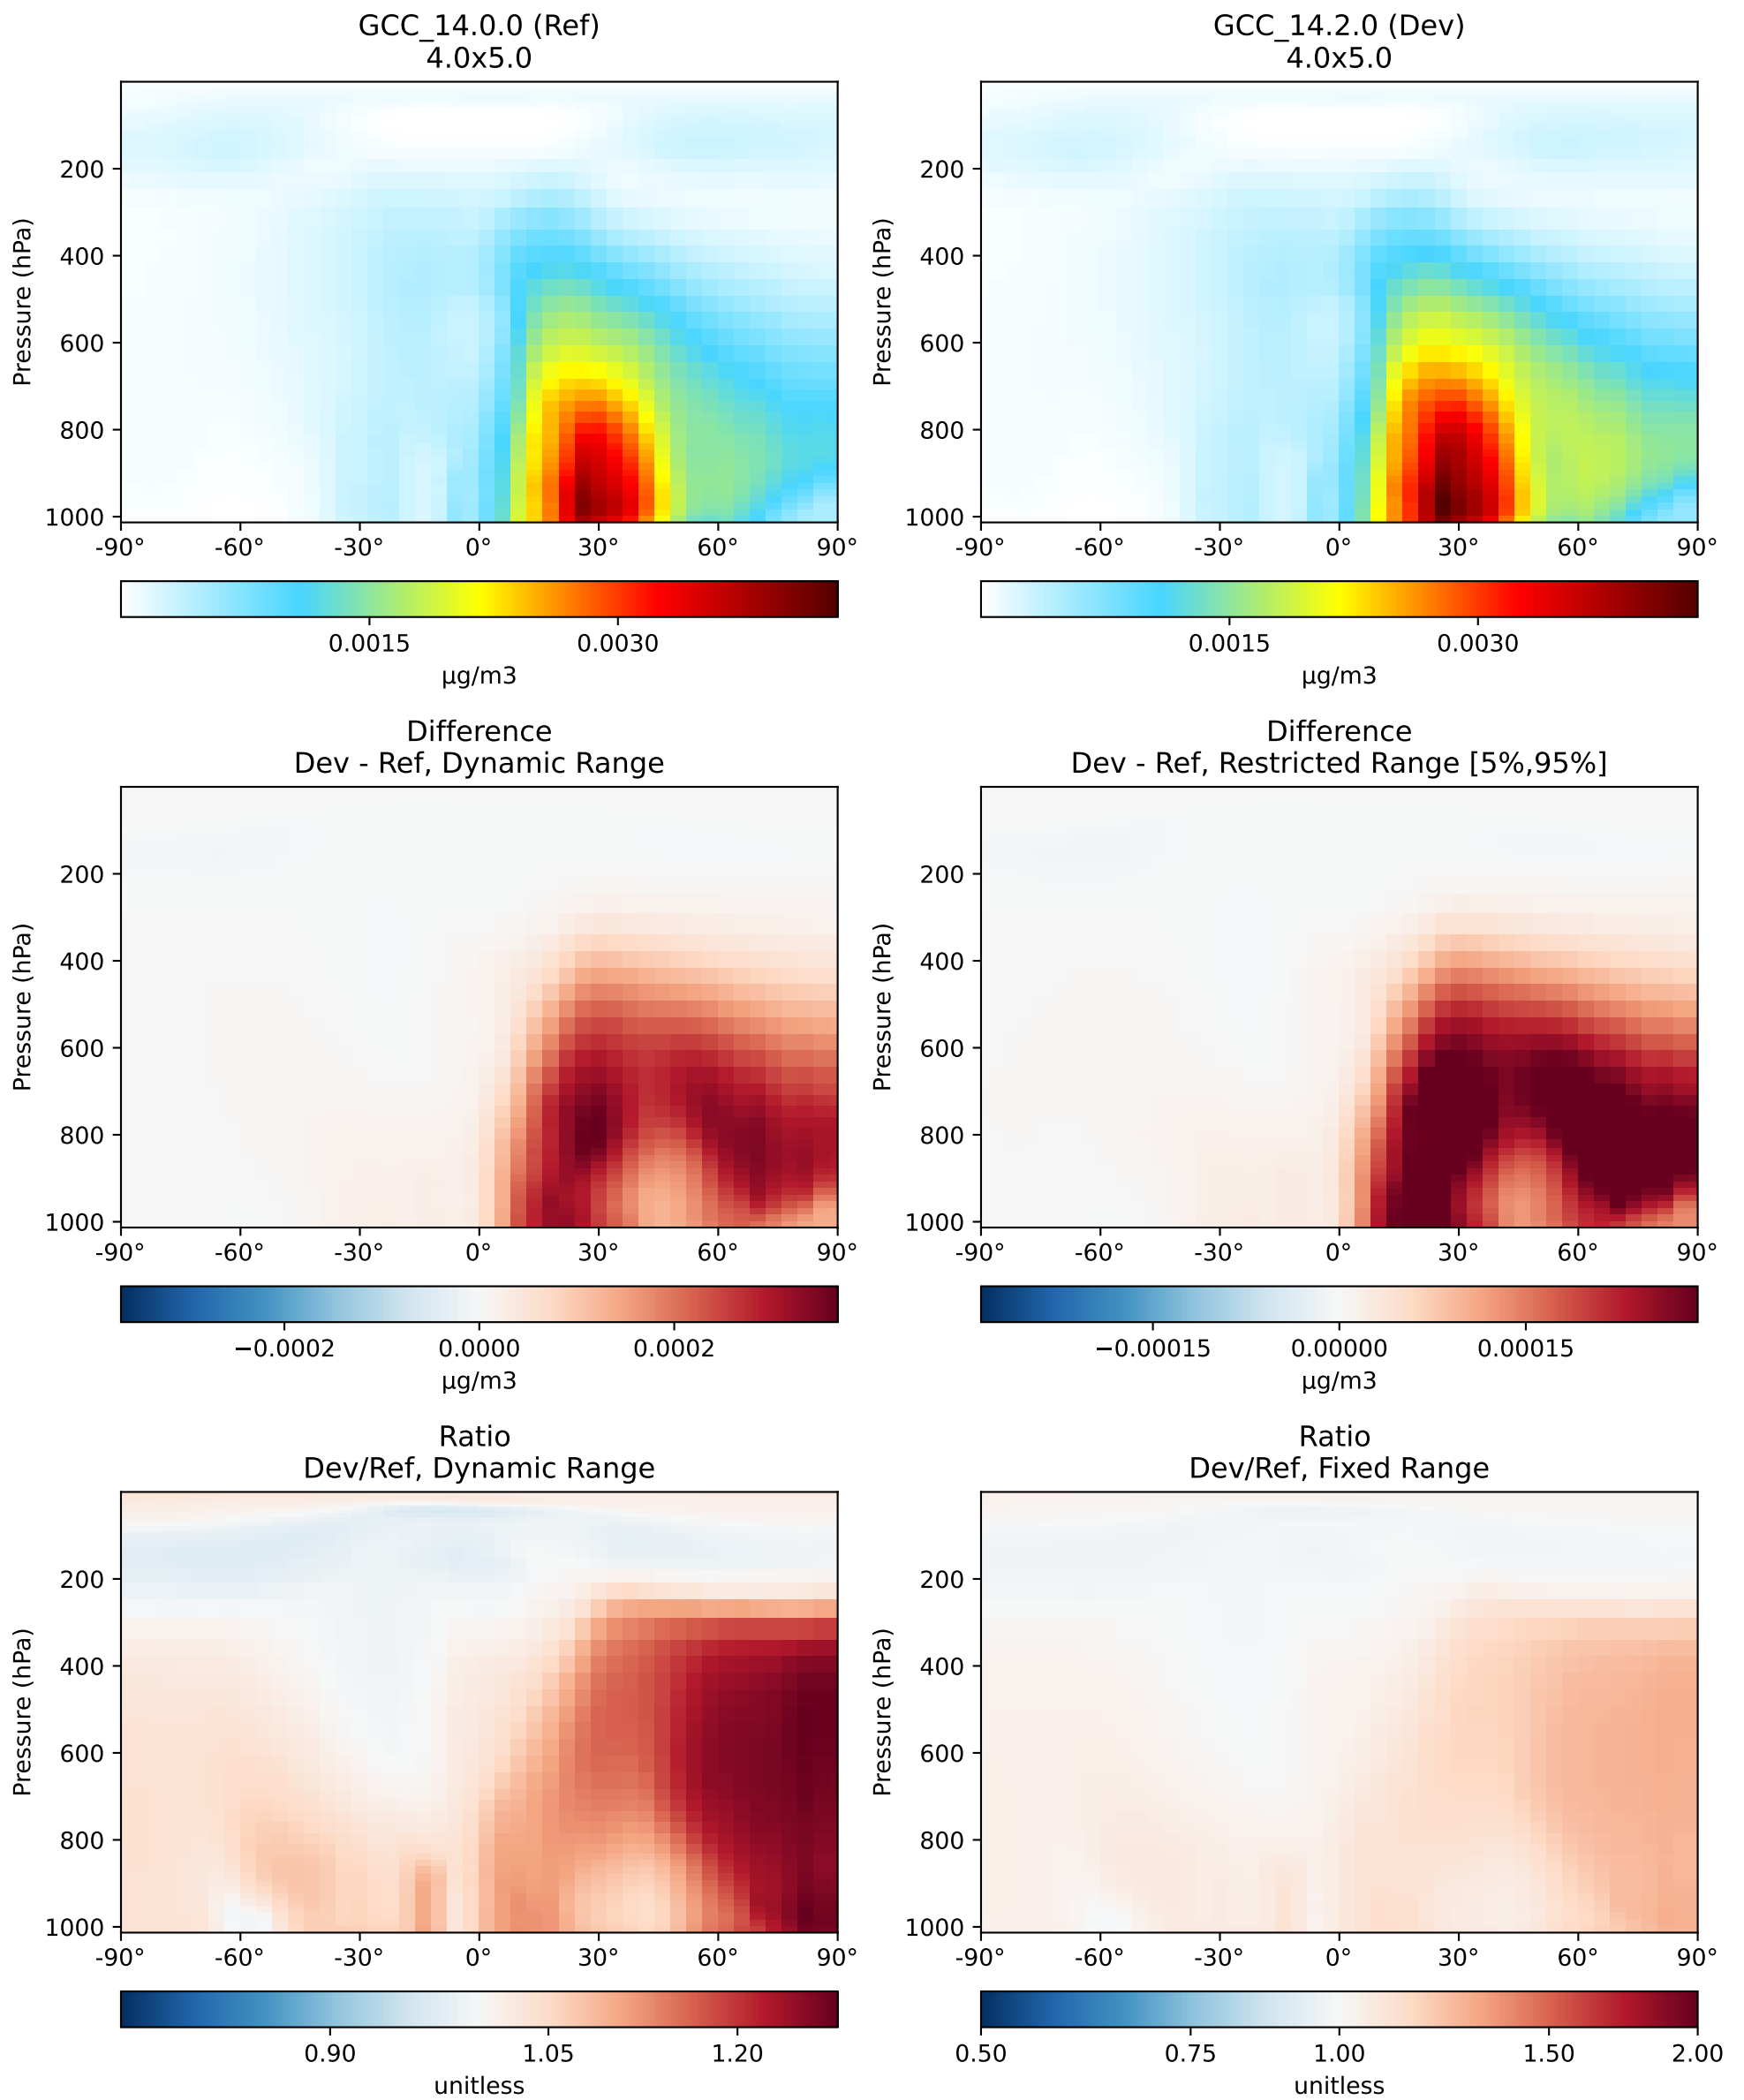 GCC_14.0.0 (Ref)
4.0x5.0
GCC_14.2.0 (Dev)
4.0x5.0
Pressure (hPa)
200
400
600
800
1000
-90° -60° -30° 0° 30° 60° 90°
0.0015 0.0030
µg/m3
Pressure (hPa)
200
400
600
800
1000
-90° -60° -30° 0° 30° 60° 90°
0.0015 0.0030
µg/m3
Difference
Dev - Ref, Dynamic Range
Difference
Dev - Ref, Restricted Range [5%,95%]
Pressure (hPa)
200
400
600
800
1000
-90° -60° -30° 0° 30° 60° 90°
−0.0002 0.0000 0.0002
µg/m3
Pressure (hPa)
200
400
600
800
1000
-90° -60° -30° 0° 30° 60° 90°
−0.00015 0.00000 0.00015
µg/m3
Ratio
Dev/Ref, Dynamic Range
Ratio
Dev/Ref, Fixed Range
Pressure (hPa)
200
400
600
800
1000
-90° -60° -30° 0° 30° 60° 90°
0.90 1.05 1.20
unitless
Pressure (hPa)
200
400
600
800
1000
-90° -60° -30° 0° 30° 60° 90°
0.50 0.75 1.00 1.50 2.00
unitless